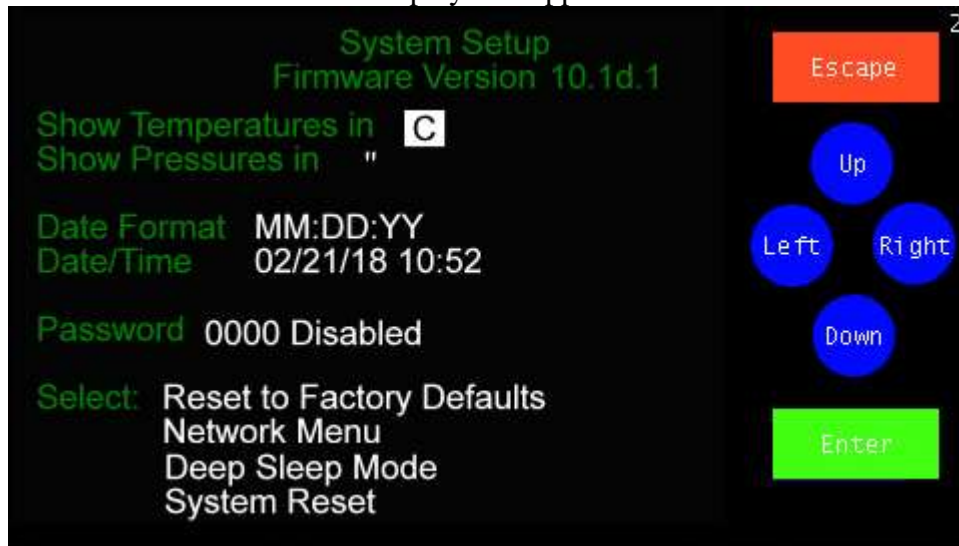 System Setup
Firmware Version 10.1d.1
Show Temperatures in C
Show Pressures in "
Date Format MM:DD:YY
Date/Time 02/21/18 10:52
Password 0000 Disabled
Select: Reset to Factory Defaults
Network Menu
Deep Sleep Mode
System Reset
Escape
Up
Left Right
Down
Enter